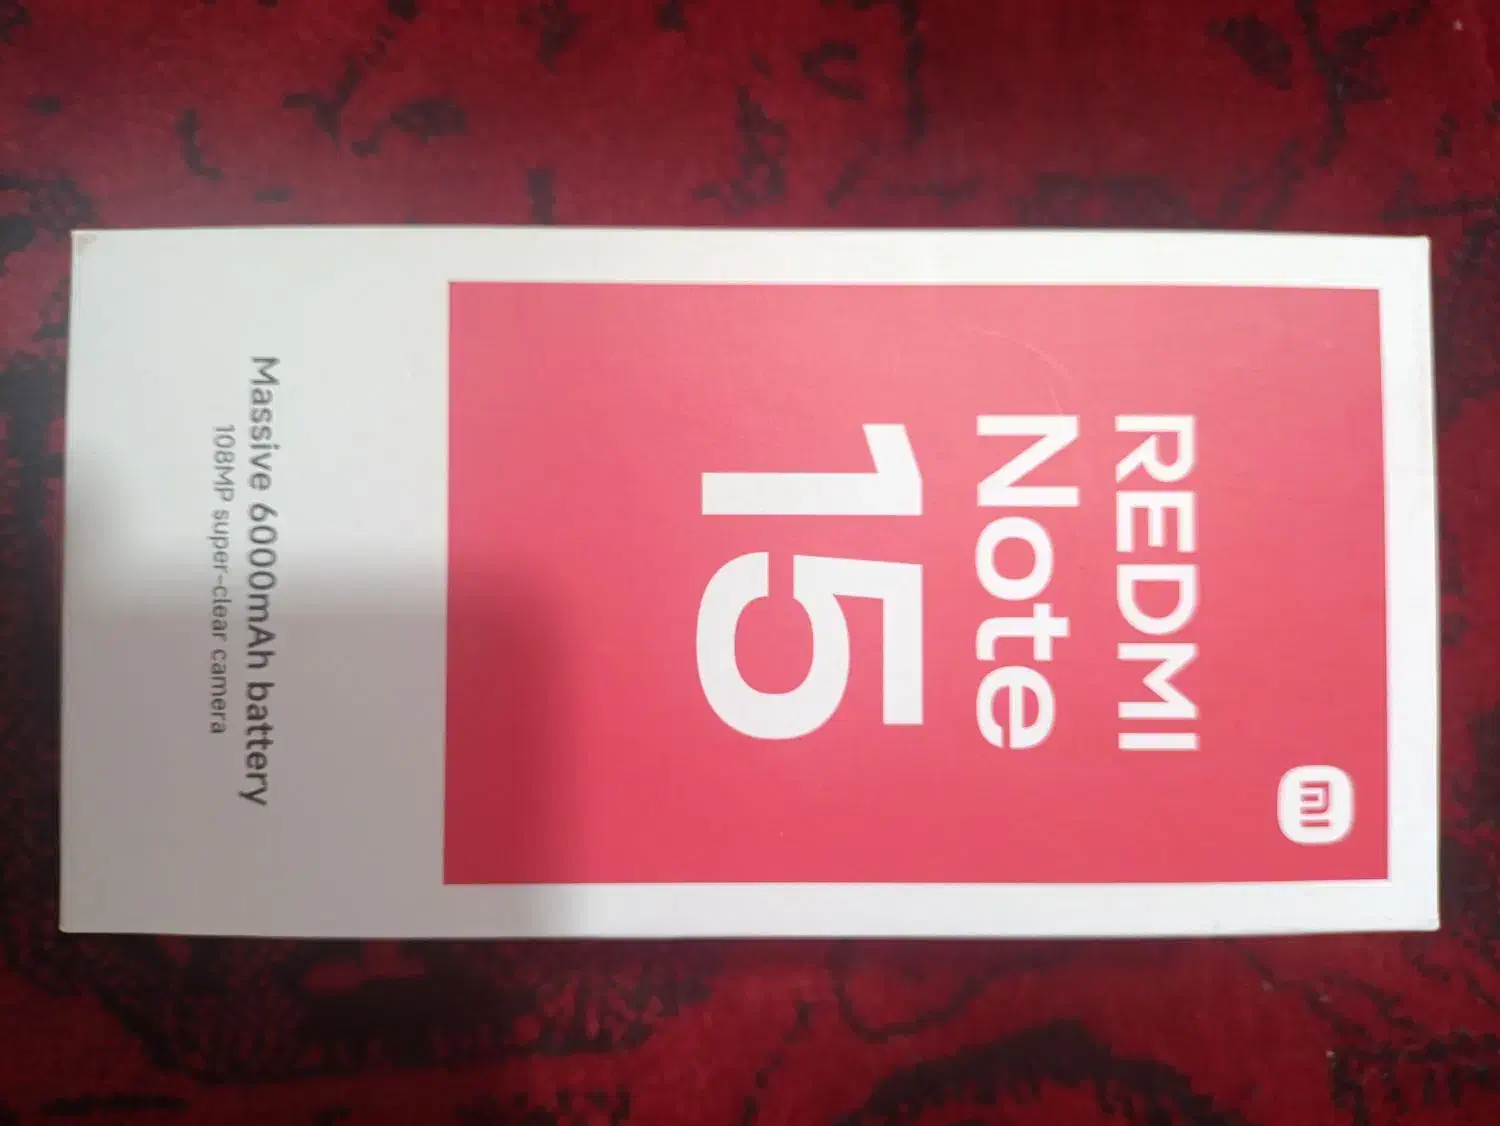 mi
REDMI
Note
15
Massive 6000mAh battery
108MP super-clear camera